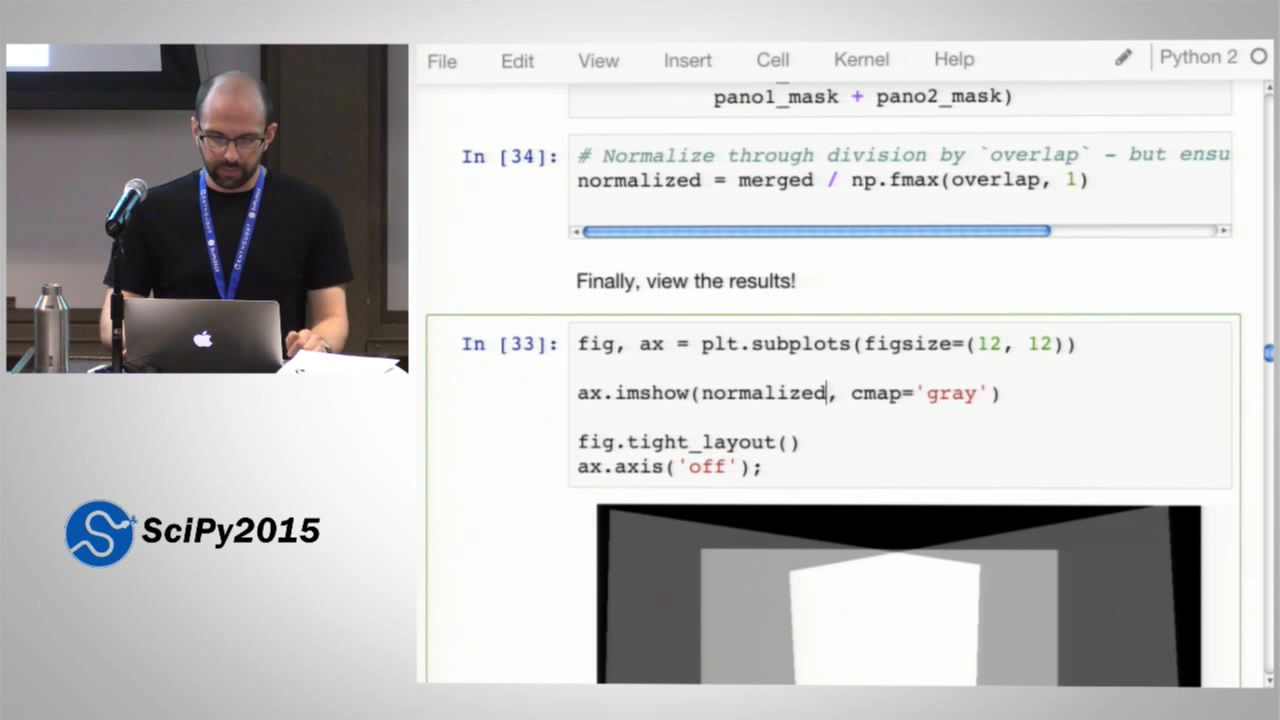 File Edit View Insert Cell Kernel Help Python 2
pano1_mask + pano2_mask)
In [34]: # Normalize through division by `overlap` - but ensu
normalized = merged / np.fmax(overlap, 1)
Finally, view the results!
In [33]: fig, ax = plt.subplots(figsize=(12, 12))
ax.imshow(normalized, cmap='gray')
fig.tight_layout()
ax.axis('off');
ENTHOUGHT
SciPy2015